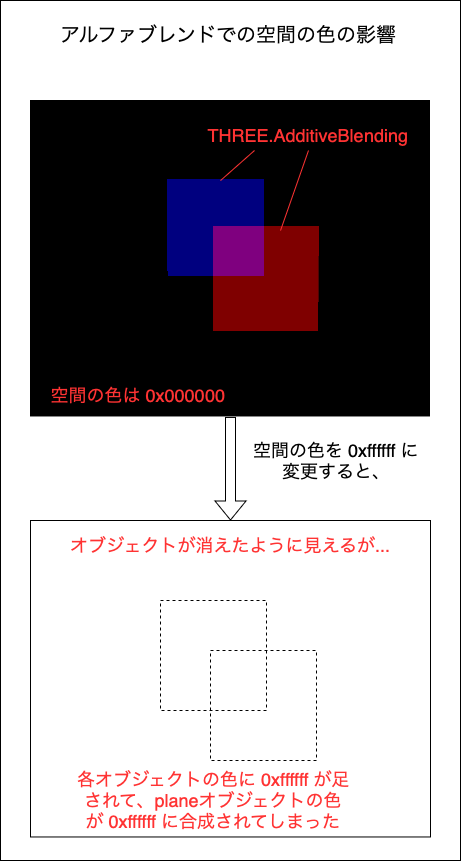 アルファブレンドでの空間の色の影響
THREE.AdditiveBlending
空間の色は 0x000000
空間の色を 0xffffff に
変更すると、
オブジェクトが消えたように見えるが...
各オブジェクトの色に 0xffffff が足
されて、planeオブジェクトの色
が 0xffffff に合成されてしまった